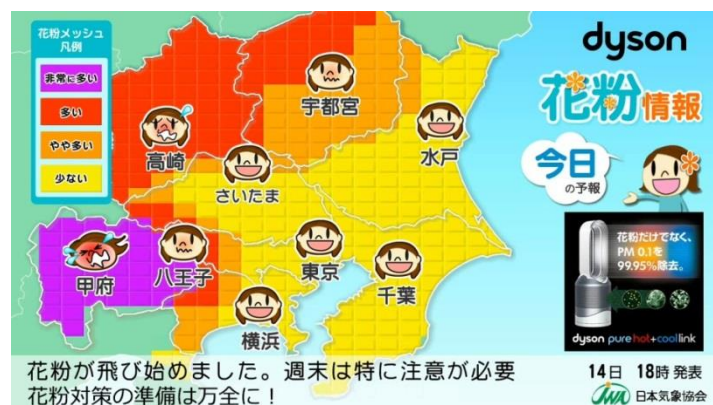 花粉メッシュ
凡例
非常に多い
多い
やや多い
少ない
dyson
花粉情報
今日
の予報
宇都宮
水戸
高崎
さいたま
甲府
八王子
東京
千葉
横浜
花粉だけでなく、
PM 0.1を
99.95%除去。
dyson pure hot+cool link
花粉が飛び始めました。週末は特に注意が必要
花粉対策の準備は万全に!
14日 18時 発表
JWA 日本気象協会